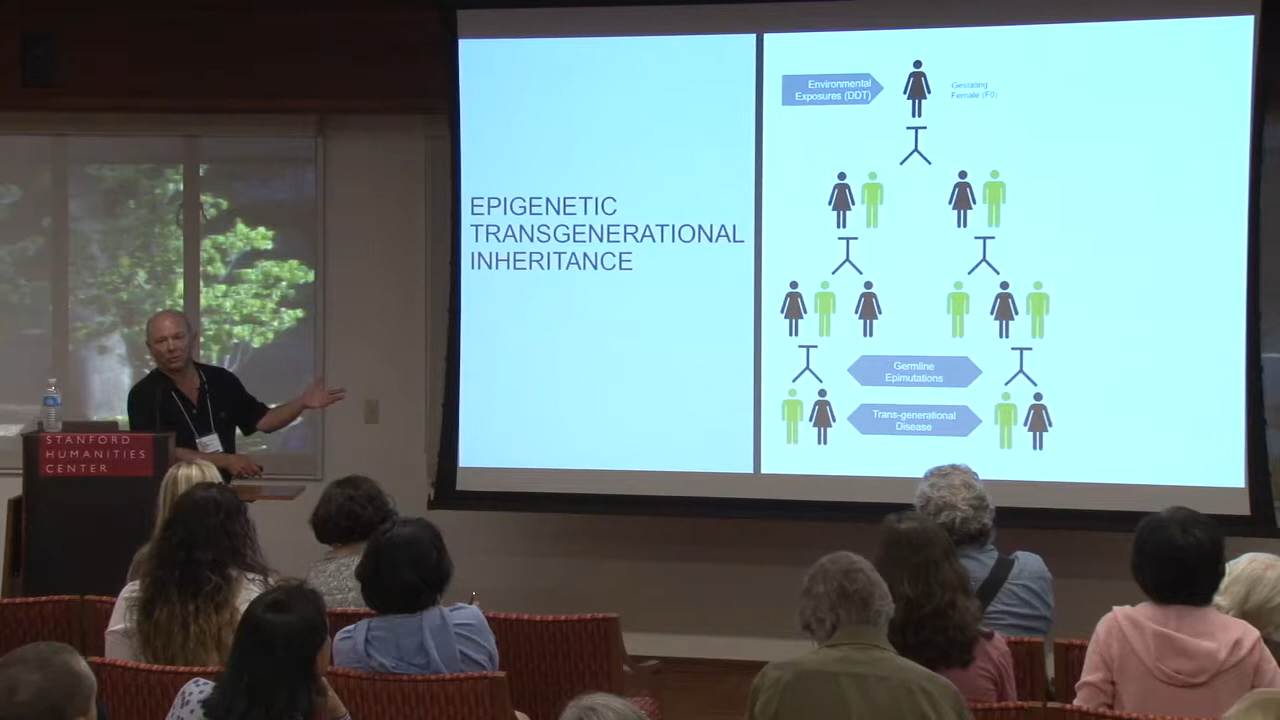 EPIGENETIC
TRANSGENERATIONAL
INHERITANCE
Environmental
Exposures (DDT)
Gestating
Female (F0)
Germline
Epimutations
Trans-generational
Disease
STANFORD
HUMANITIES
CENTER